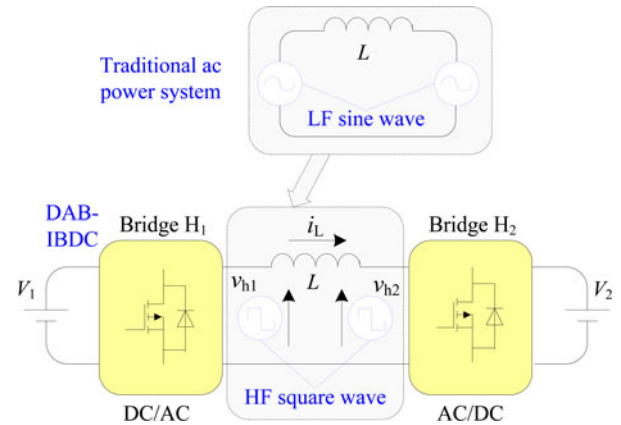 L
Traditional ac
power system
LF sine wave
DAB-
IBDC
Bridge H1
iL
Bridge H2
V1
vh1
L
vh2
V2
HF square wave
DC/AC
AC/DC